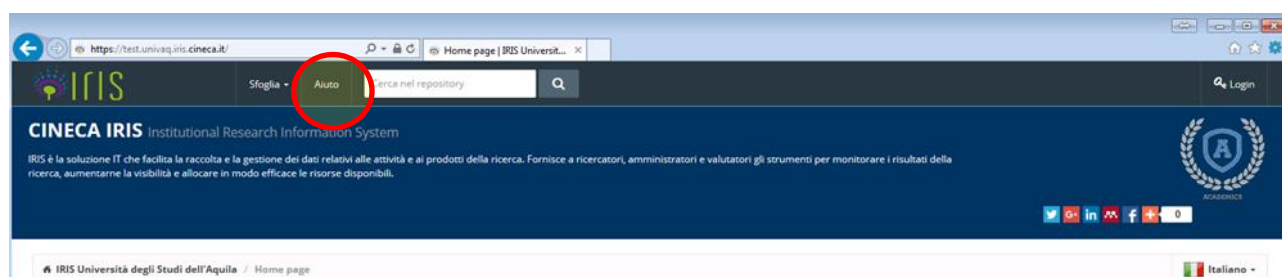 https://test.univaq.iris.cineca.it/
Home page | IRIS Universit...
IRIS
Sfoglia
Aiuto
Cerca nel repository
Login
CINECA IRIS Institutional Research Information System
IRIS è la soluzione IT che facilita la raccolta e la gestione dei dati relativi alle attività e ai prodotti della ricerca. Fornisce a ricercatori, amministratori e valutatori gli strumenti per monitorare i risultati della
ricerca, aumentarne la visibilità e allocare in modo efficace le risorse disponibili.
A
ACADEMICS
G+ in f + 0
IRIS Università degli Studi dell'Aquila / Home page
Italiano